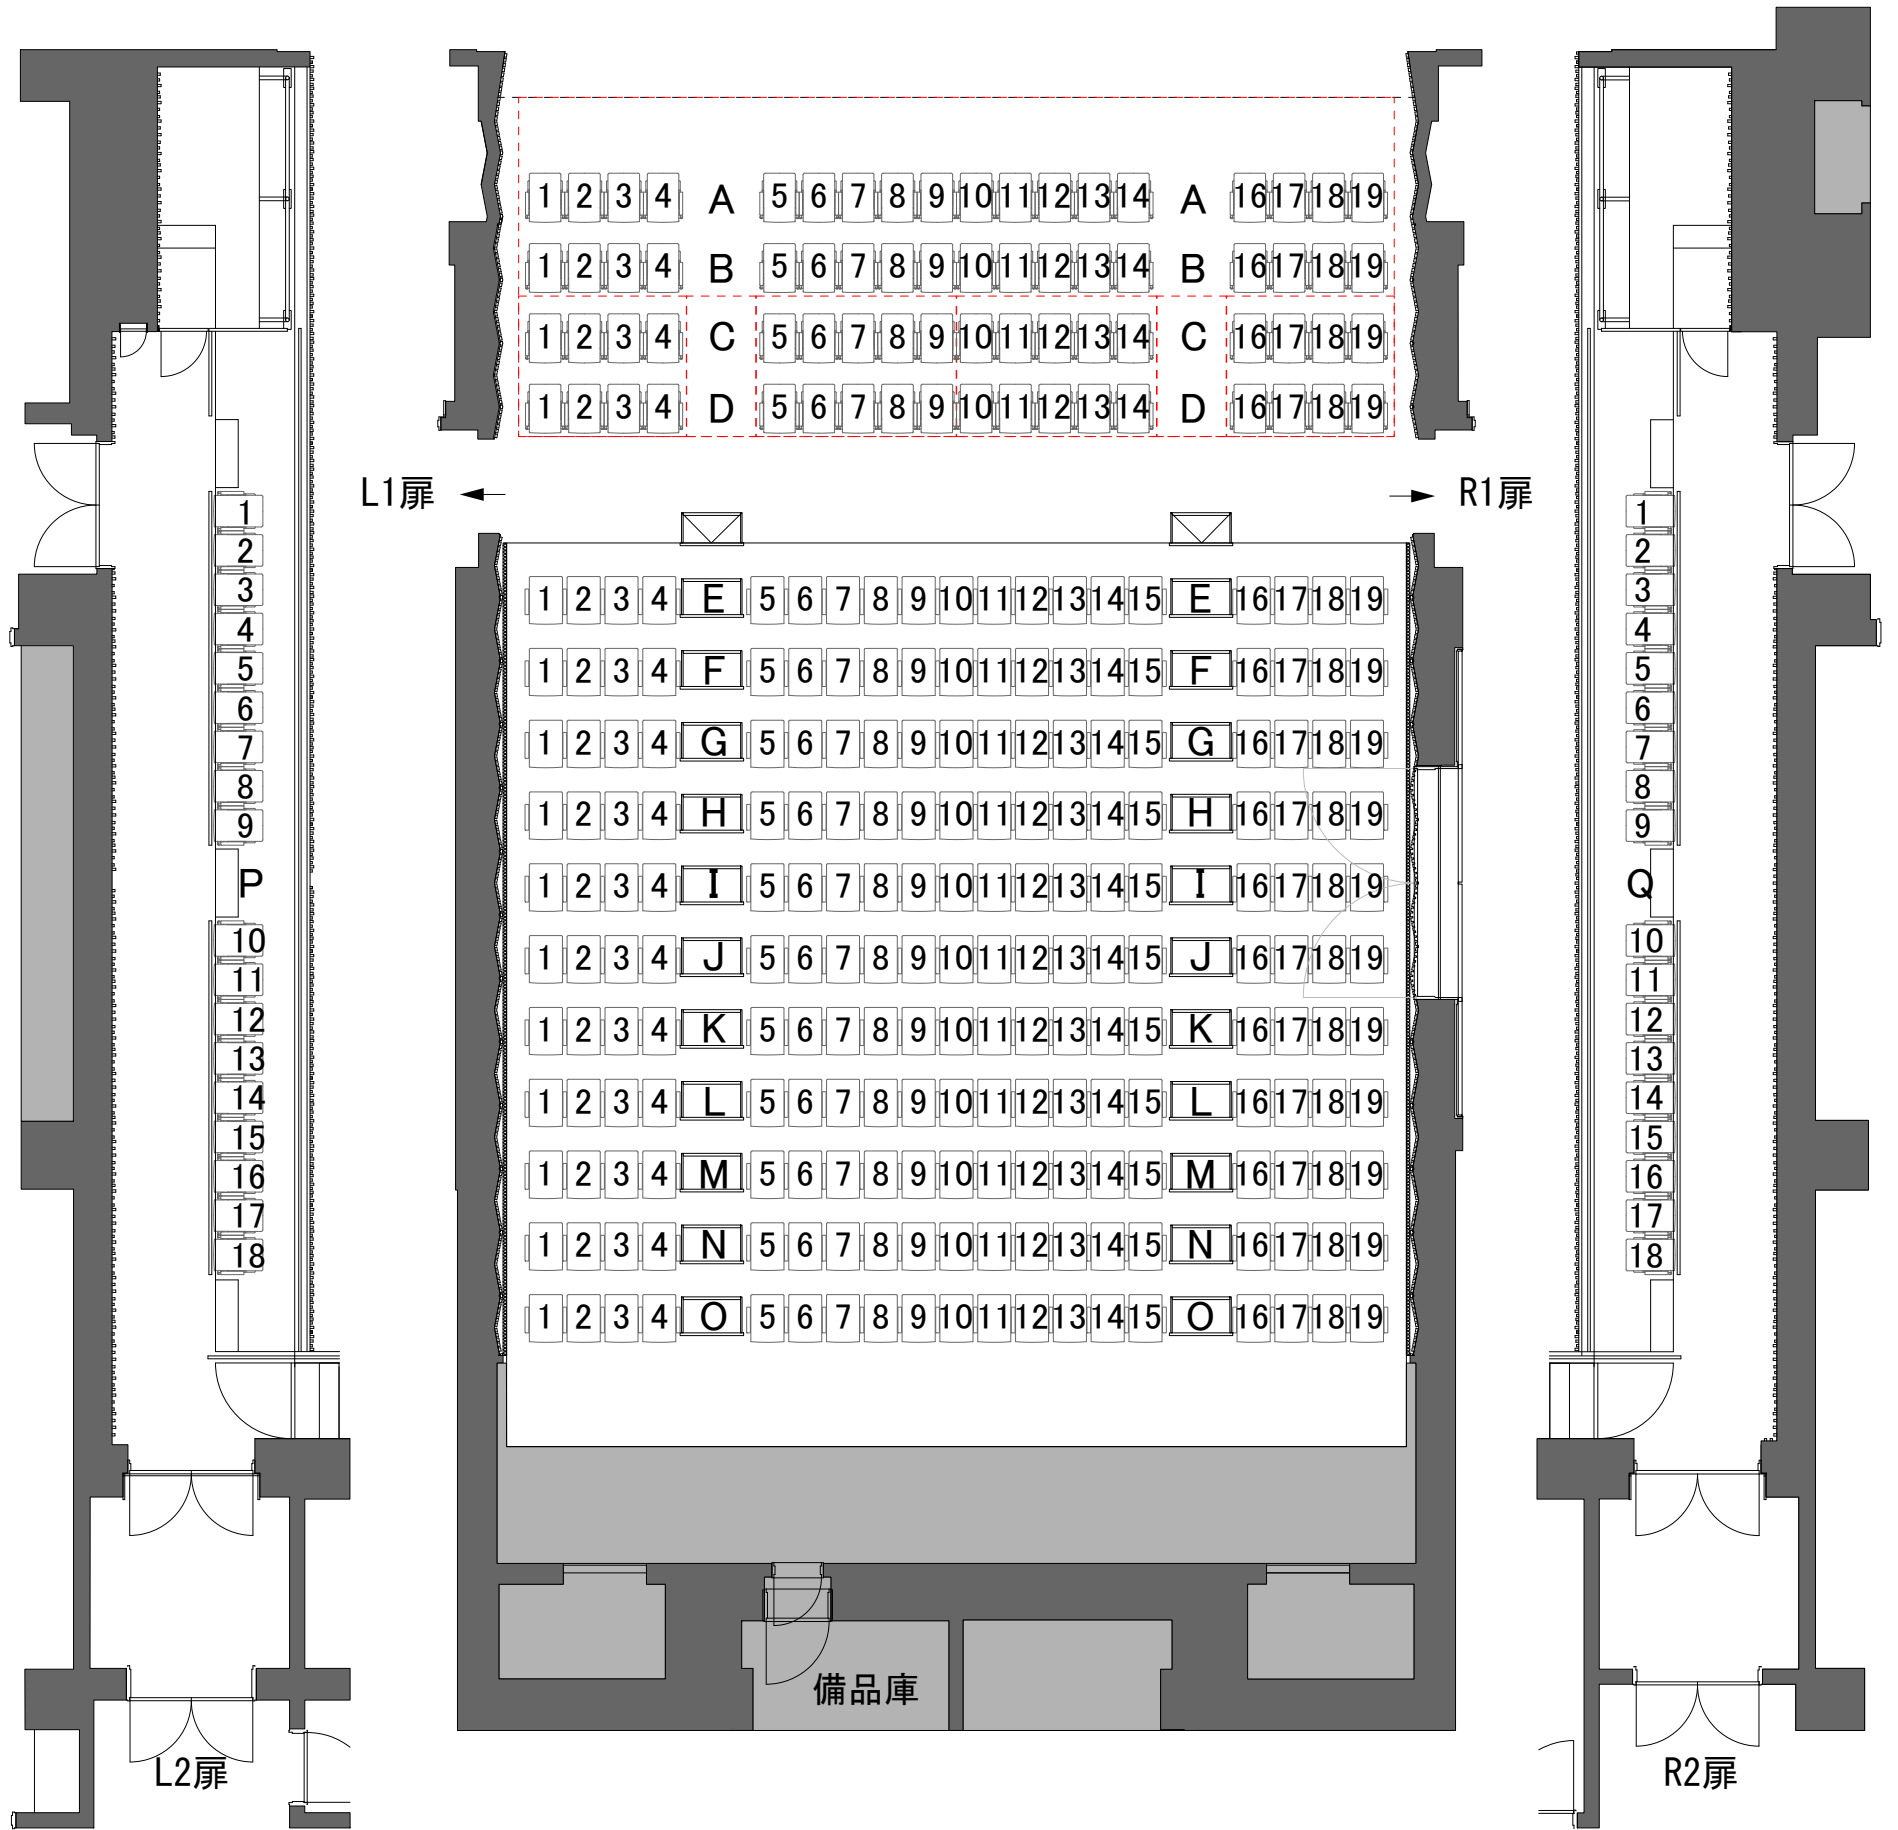 1 2 3 4 A 5 6 7 8 9 10 11 12 13 14 A 16 17 18 19
1 2 3 4 B 5 6 7 8 9 10 11 12 13 14 B 16 17 18 19
1 2 3 4 C 5 6 7 8 9 10 11 12 13 14 C 16 17 18 19
1 2 3 4 D 5 6 7 8 9 10 11 12 13 14 D 16 17 18 19
L1扉
R1扉
1 2 3 4 E 5 6 7 8 9 10 11 12 13 14 15 E 16 17 18 19
1 2 3 4 F 5 6 7 8 9 10 11 12 13 14 15 F 16 17 18 19
1 2 3 4 G 5 6 7 8 9 10 11 12 13 14 15 G 16 17 18 19
1 2 3 4 H 5 6 7 8 9 10 11 12 13 14 15 H 16 17 18 19
1 2 3 4 I 5 6 7 8 9 10 11 12 13 14 15 I 16 17 18 19
1 2 3 4 J 5 6 7 8 9 10 11 12 13 14 15 J 16 17 18 19
1 2 3 4 K 5 6 7 8 9 10 11 12 13 14 15 K 16 17 18 19
1 2 3 4 L 5 6 7 8 9 10 11 12 13 14 15 L 16 17 18 19
1 2 3 4 M 5 6 7 8 9 10 11 12 13 14 15 M 16 17 18 19
1 2 3 4 N 5 6 7 8 9 10 11 12 13 14 15 N 16 17 18 19
1 2 3 4 O 5 6 7 8 9 10 11 12 13 14 15 O 16 17 18 19
1
2
3
4
5
6
7
8
9
P
10
11
12
13
14
15
16
17
18
1
2
3
4
5
6
7
8
9
Q
10
11
12
13
14
15
16
17
18
備品庫
L2扉
R2扉